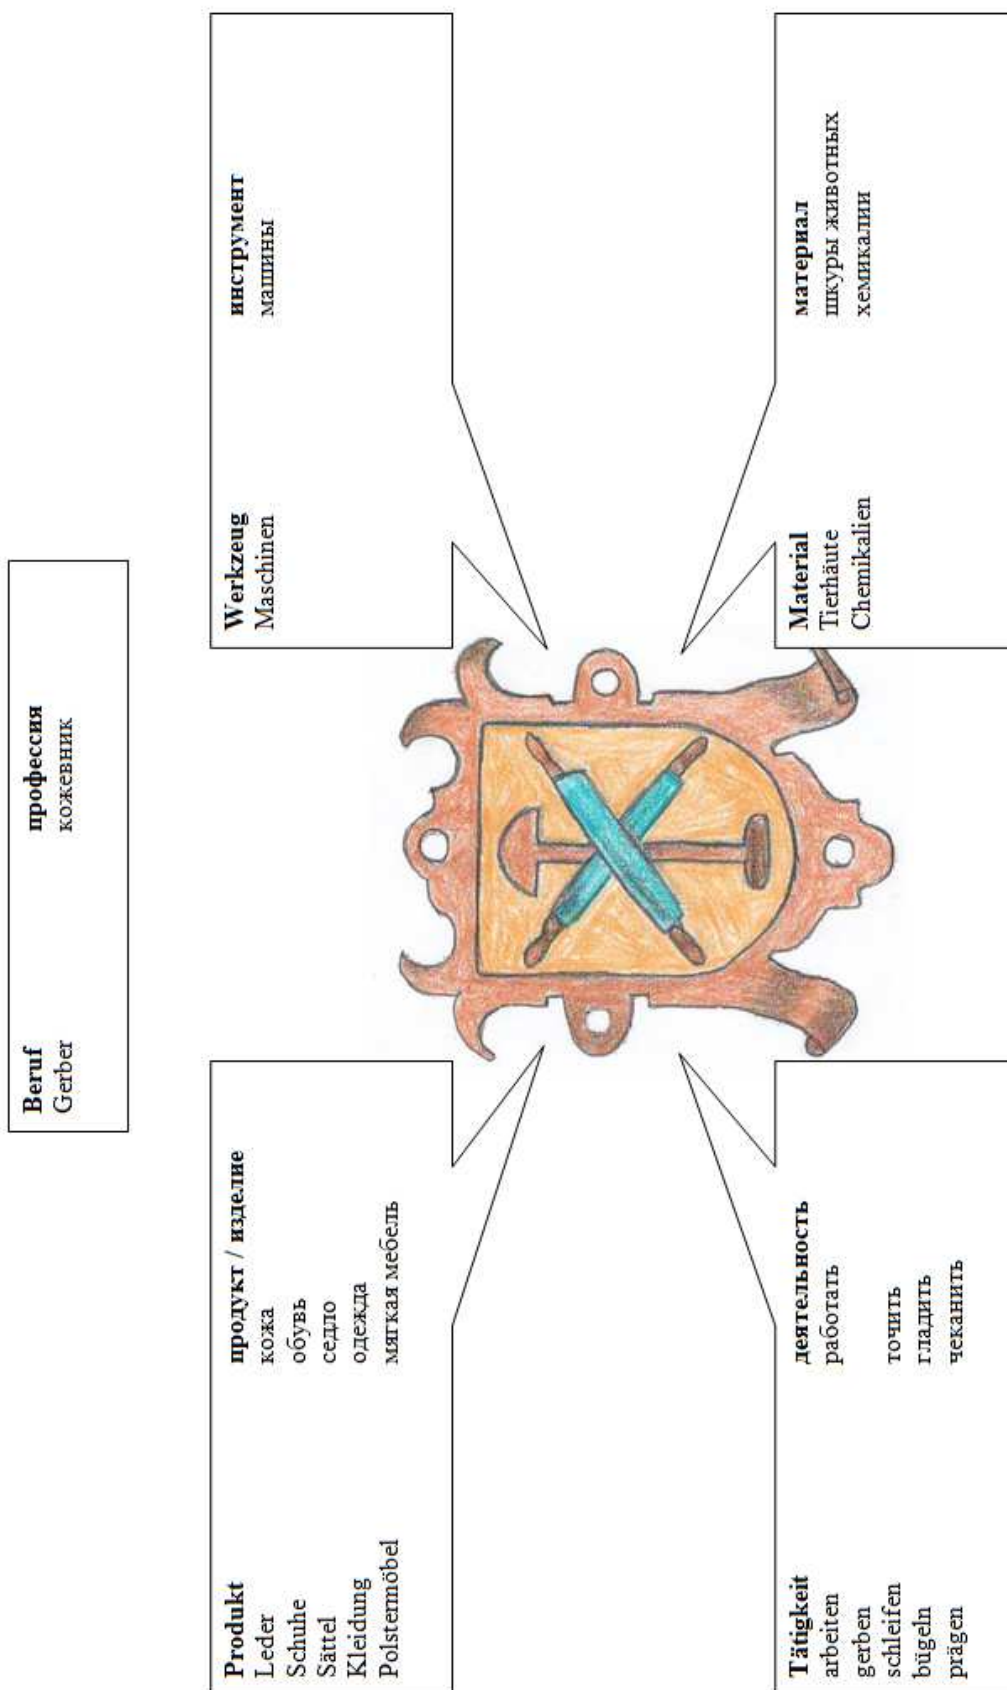 Beruf профессия
Gerber кожевник
Produkt продукт / изделие
Leder кожа
Schuhe обувь
Sättel седло
Kleidung одежда
Polstermöbel мягкая мебель
Werkzeug инструмент
Maschinen машины
Tätigkeit деятельность
arbeiten работать
gerben
schleifen точить
bügeln гладить
prägen чеканить
Material материал
Tierhäute шкуры животных
Chemikalien хемикалии